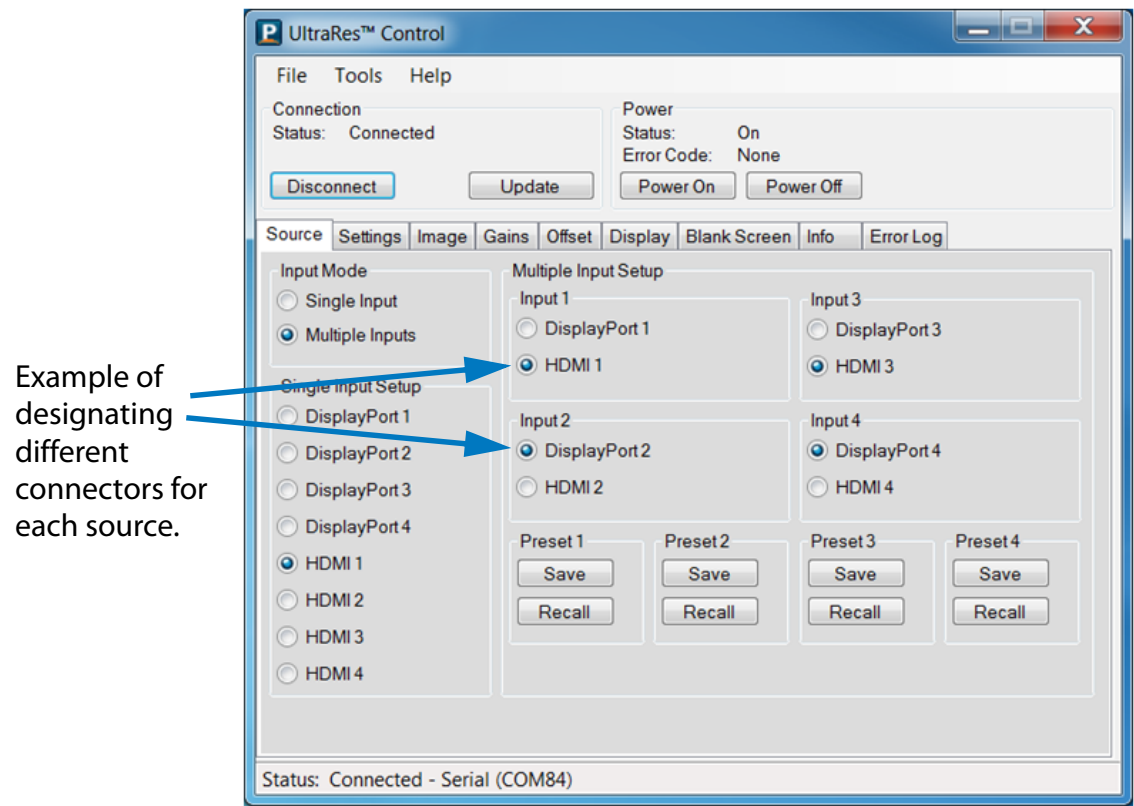 UltraRes™ Control
File Tools Help
Connection
Status: Connected
Disconnect Update
Power
Status: On
Error Code: None
Power On Power Off
Source Settings Image Gains Offset Display Blank Screen Info Error Log
Input Mode
Single Input
Multiple Inputs
Single Input Setup
DisplayPort 1
DisplayPort 2
DisplayPort 3
DisplayPort 4
HDMI 1
HDMI 2
HDMI 3
HDMI 4
Multiple Input Setup
Input 1
DisplayPort 1
HDMI 1
Input 2
DisplayPort 2
HDMI 2
Input 3
DisplayPort 3
HDMI 3
Input 4
DisplayPort 4
HDMI 4
Preset 1
Save
Recall
Preset 2
Save
Recall
Preset 3
Save
Recall
Preset 4
Save
Recall
Status: Connected - Serial (COM84)
Example of
designating
different
connectors for
each source.